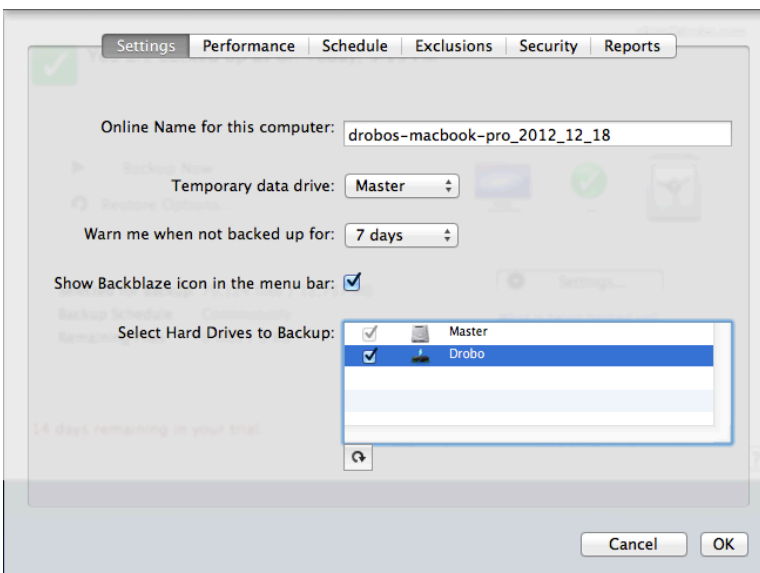 Settings Performance Schedule Exclusions Security Reports
Online Name for this computer: drobos-macbook-pro_2012_12_18
Backup Now
Temporary data drive: Master
Restore Options...
Warn me when not backed up for: 7 days
Show Backblaze icon in the menu bar:
Settings...
Backup Schedule
Select Hard Drives to Backup: Master
Drobo
14 days remaining in your trial.
Cancel OK